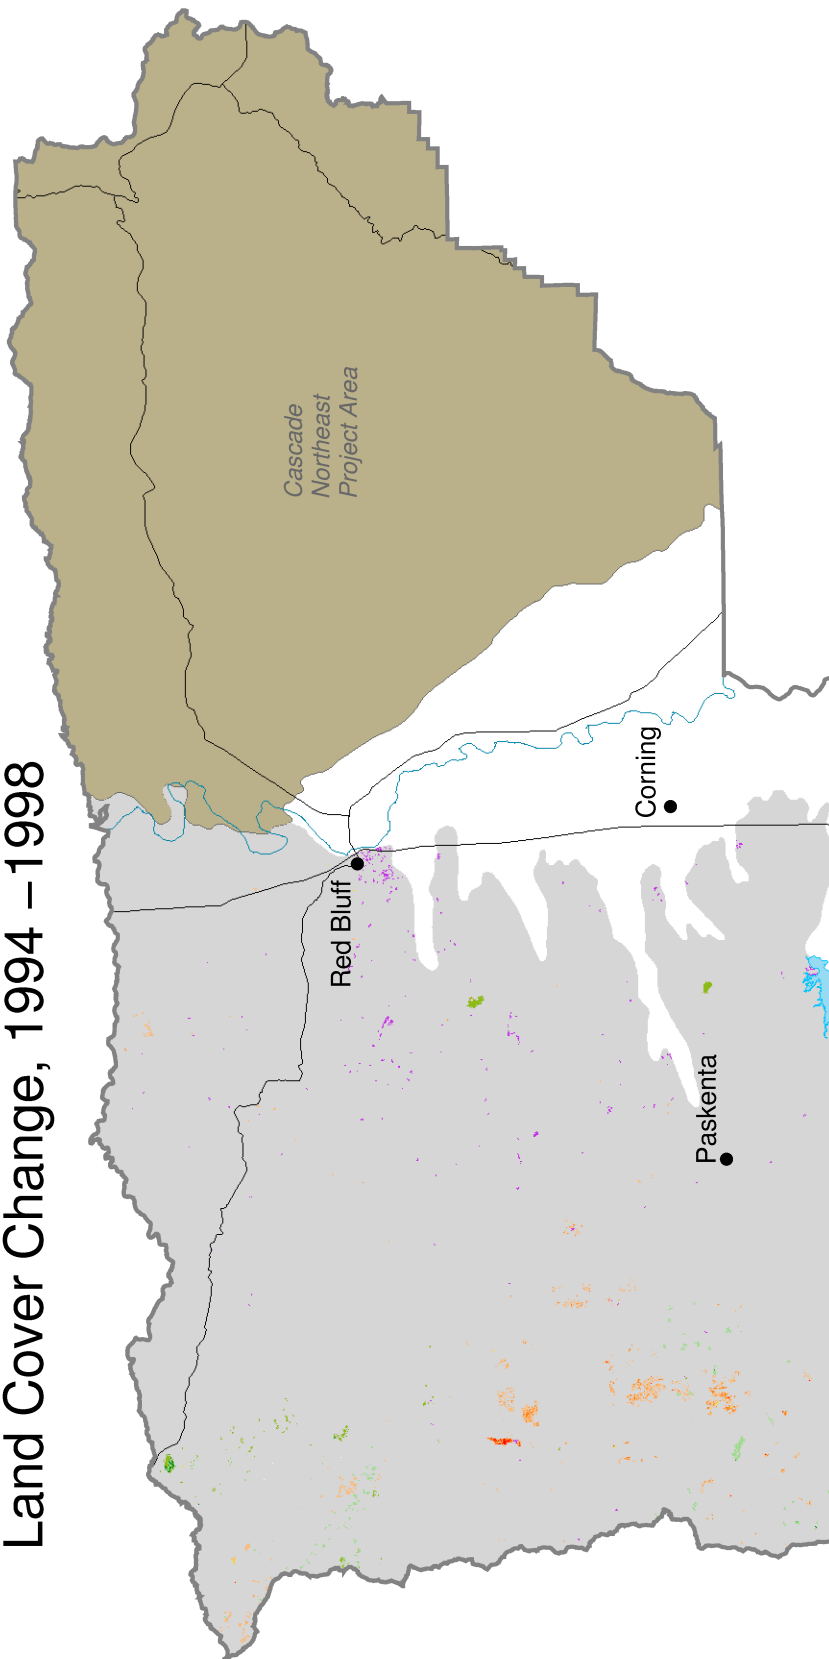 Land Cover Change, 1994 –1998
Cascade
Northeast
Project Area
Red Bluff
Corning
Paskenta